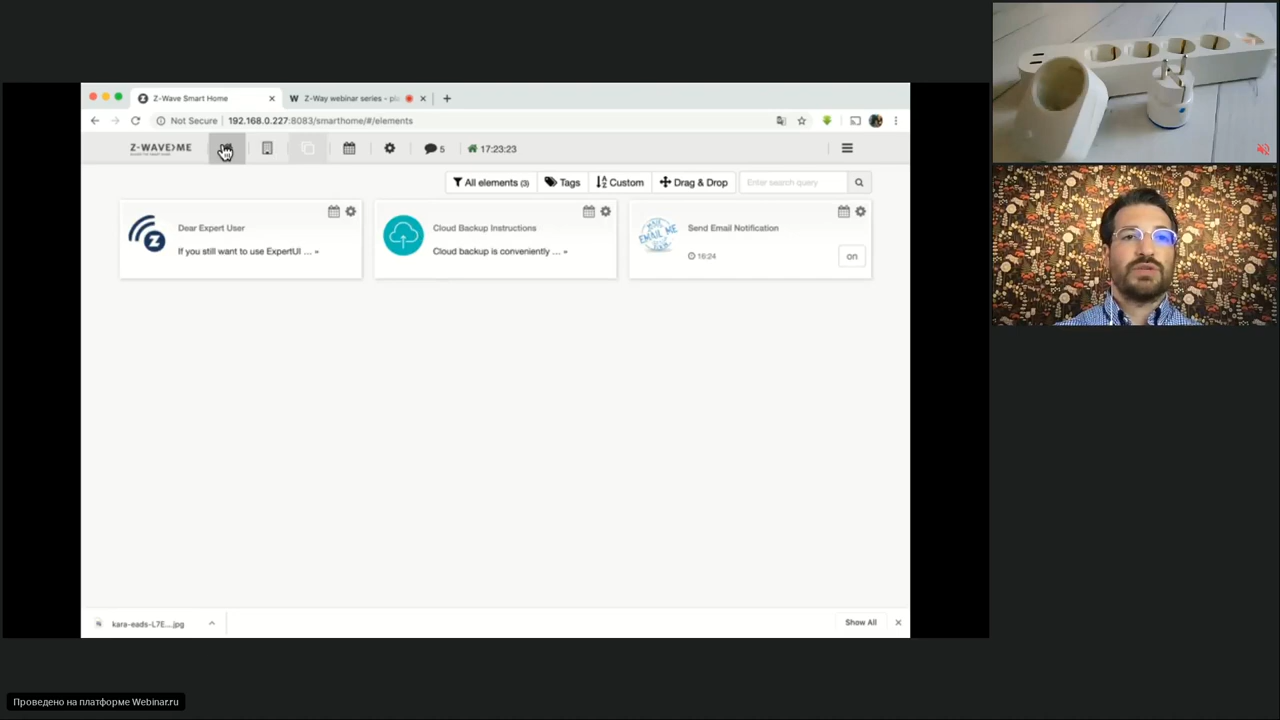 Z-Wave Smart Home
Z-Way webinar series - pla
Not Secure
192.168.0.227:8083/smarthome/#/elements
Z-WAVE>ME
5
17:23:23
All elements (3)
Tags
Custom
Drag & Drop
Enter search query
Dear Expert User
If you still want to use ExpertUI ... »
Cloud Backup Instructions
Cloud backup is conveniently ... »
Send Email Notification
16:24
on
kara-eads-L7E....jpg
Show All
Проведено на платформе Webinar.ru